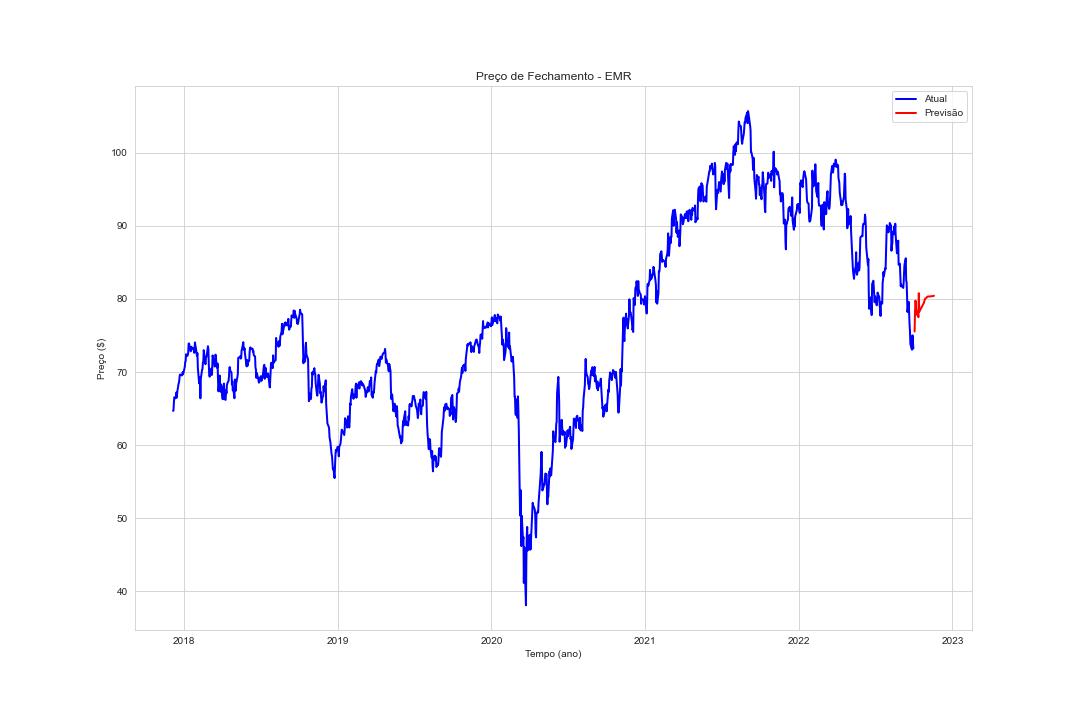 Preço de Fechamento - EMR
Atual
Previsão
100
90
80
70
60
50
40
Preço ($)
2018
2019
2020
2021
2022
2023
Tempo (ano)